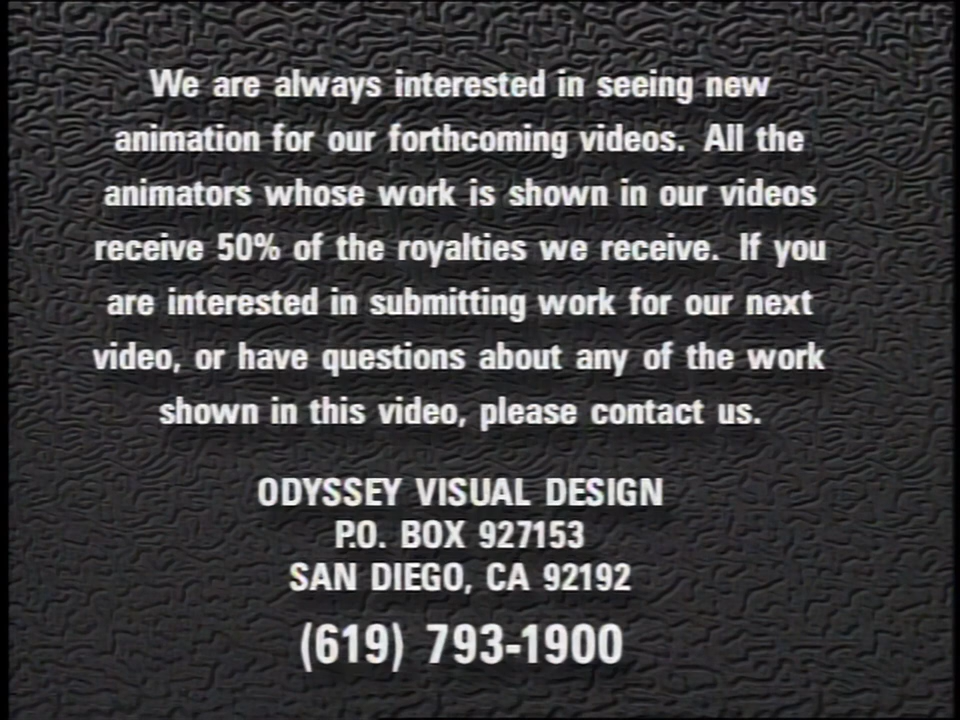 We are always interested in seeing new
animation for our forthcoming videos. All the
animators whose work is shown in our videos
receive 50% of the royalties we receive. If you
are interested in submitting work for our next
video, or have questions about any of the work
shown in this video, please contact us.
ODYSSEY VISUAL DESIGN
P.O. BOX 927153
SAN DIEGO, CA 92192
(619) 793-1900